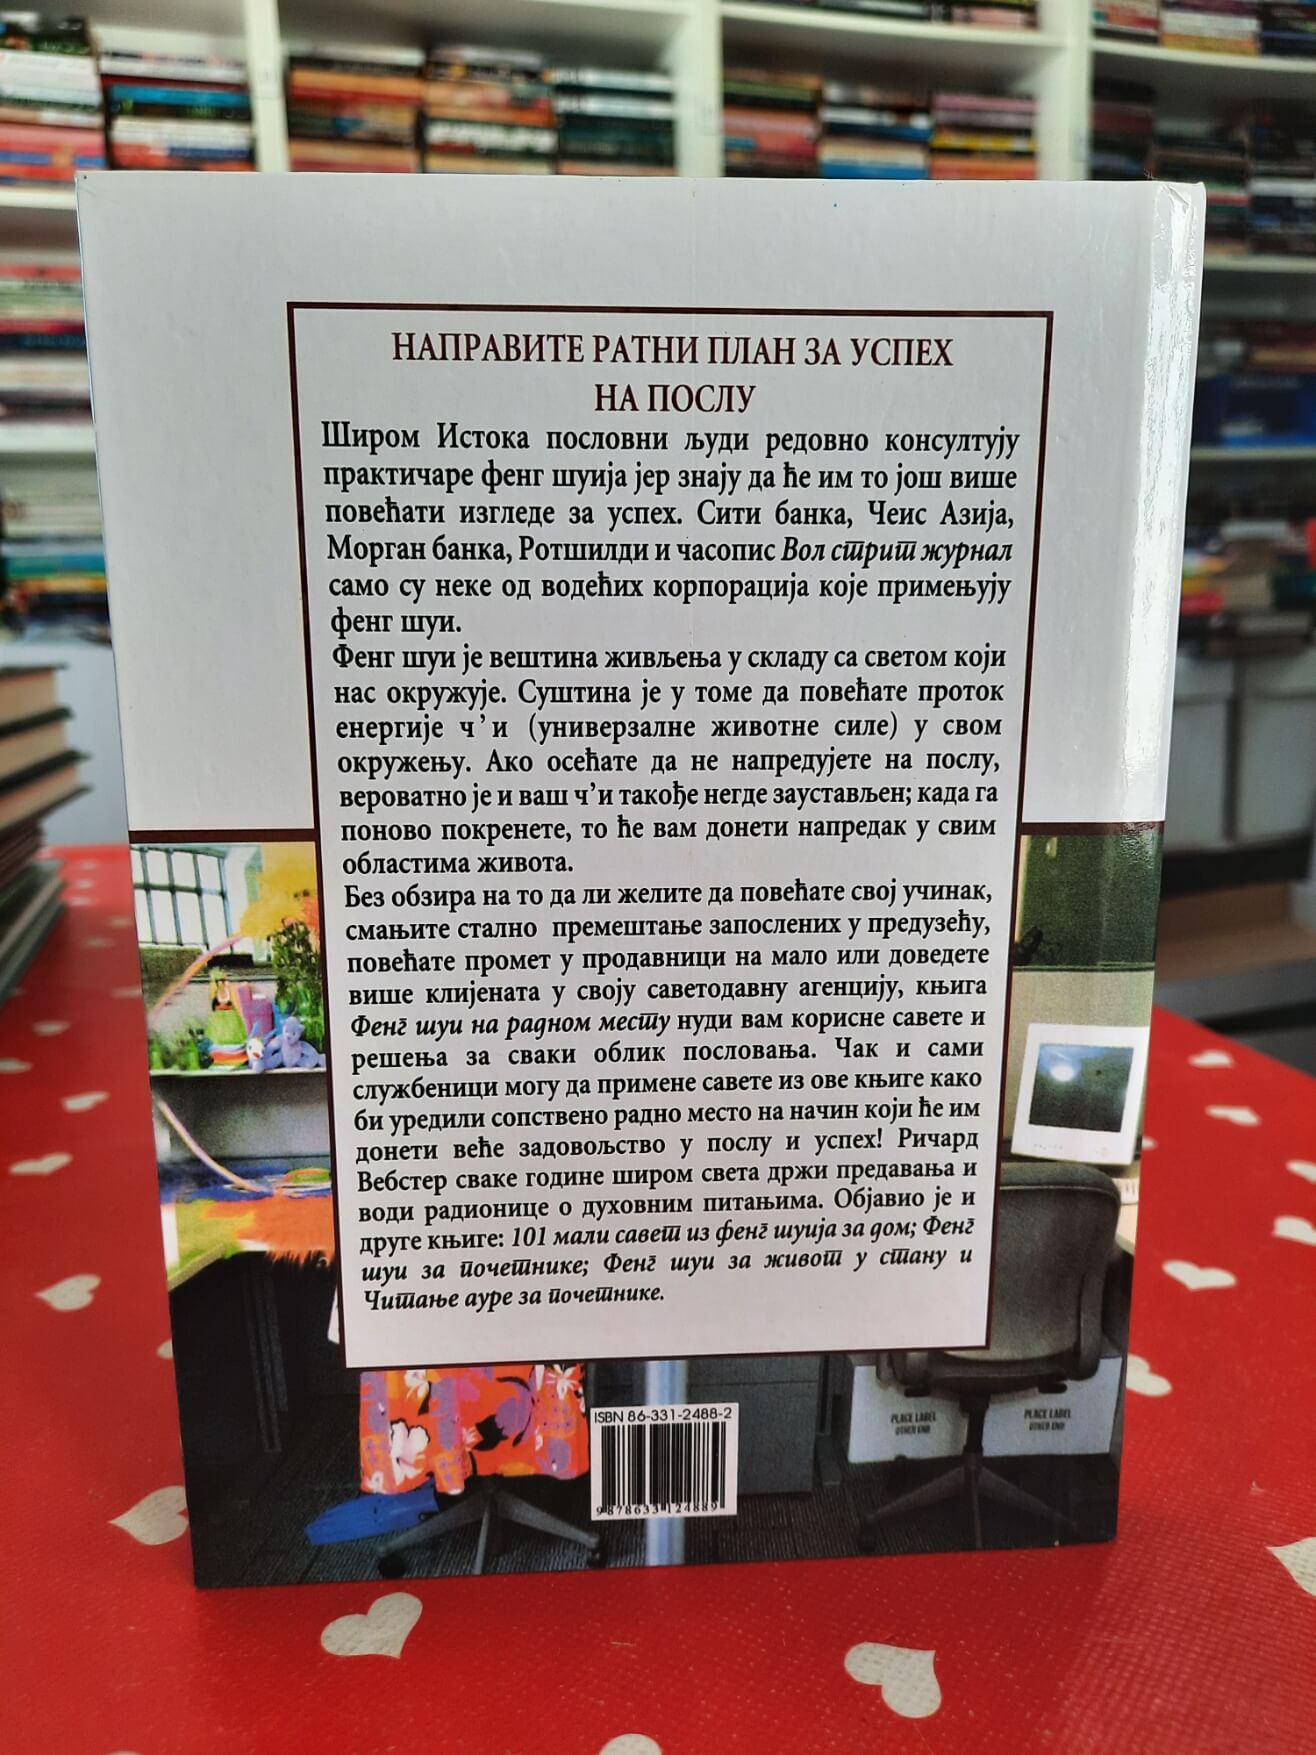 НАПРАВИТЕ РАТНИ ПЛАН ЗА УСПЕХ
НА ПОСЛУ
Широм Истока пословни људи редовно консултују
практичаре фенг шуија јер знају да ће им то још више
повећати изгледе за успех. Сити банка, Чеис Азија,
Морган банка, Ротшилди и часопис Вол стрит журнал
само су неке од водећих корпорација које примењују
фенг шуи.
Фенг шуи је вештина живљења у складу са светом који
нас окружује. Суштина је у томе да повећате проток
енергије ч’и (универзалне животне силе) у свом
окружењу. Ако осећате да не напредујете на послу,
вероватно је и ваш ч’и такође негде заустављен; када га
поново покренете, то ће вам донети напредак у свим
областима живота.
Без обзира на то да ли желите да повећате свој учинак,
смањите стално премештање запослених у предузећу,
повећате промет у продавници на мало или доведете
више клијената у своју саветодавну агенцију, књига
Фенг шуи на радном месту нуди вам корисне савете и
решења за сваки облик пословања. Чак и сами
службеници могу да примене савете из ове књиге како
би уредили сопствено радно место на начин који ће им
донети веће задовољство у послу и успех! Ричард
Вебстер сваке године широм света држи предавања и
води радионице о духовним питањима. Објавио је и
друге књиге: 101 мали савет из фенг шуија за дом; Фенг
шуи за почетнике; Фенг шуи за живот у стану и
Читање ауре за почетнике.
PLACE LABEL
OTHER END
PLACE LABEL
OTHER END
ISBN 86-331-2488-2
9788633124889